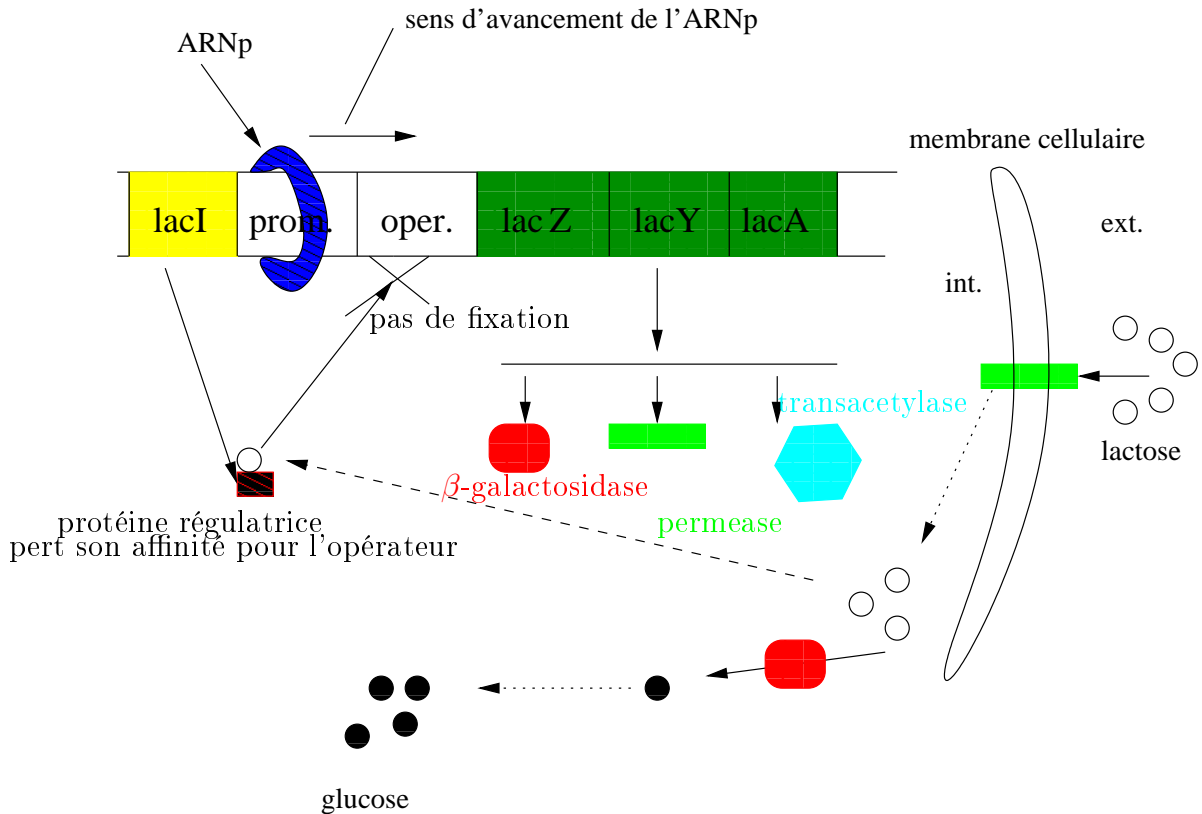 sens d'avancement de l'ARNp
ARNp
membrane cellulaire
lacI
prom.
oper.
lac Z
lacY
lacA
ext.
int.
pas de fixation
transacetylase
lactose
β-galactosidase
permease
protéine régulatrice
pert son affinité pour l'opérateur
glucose